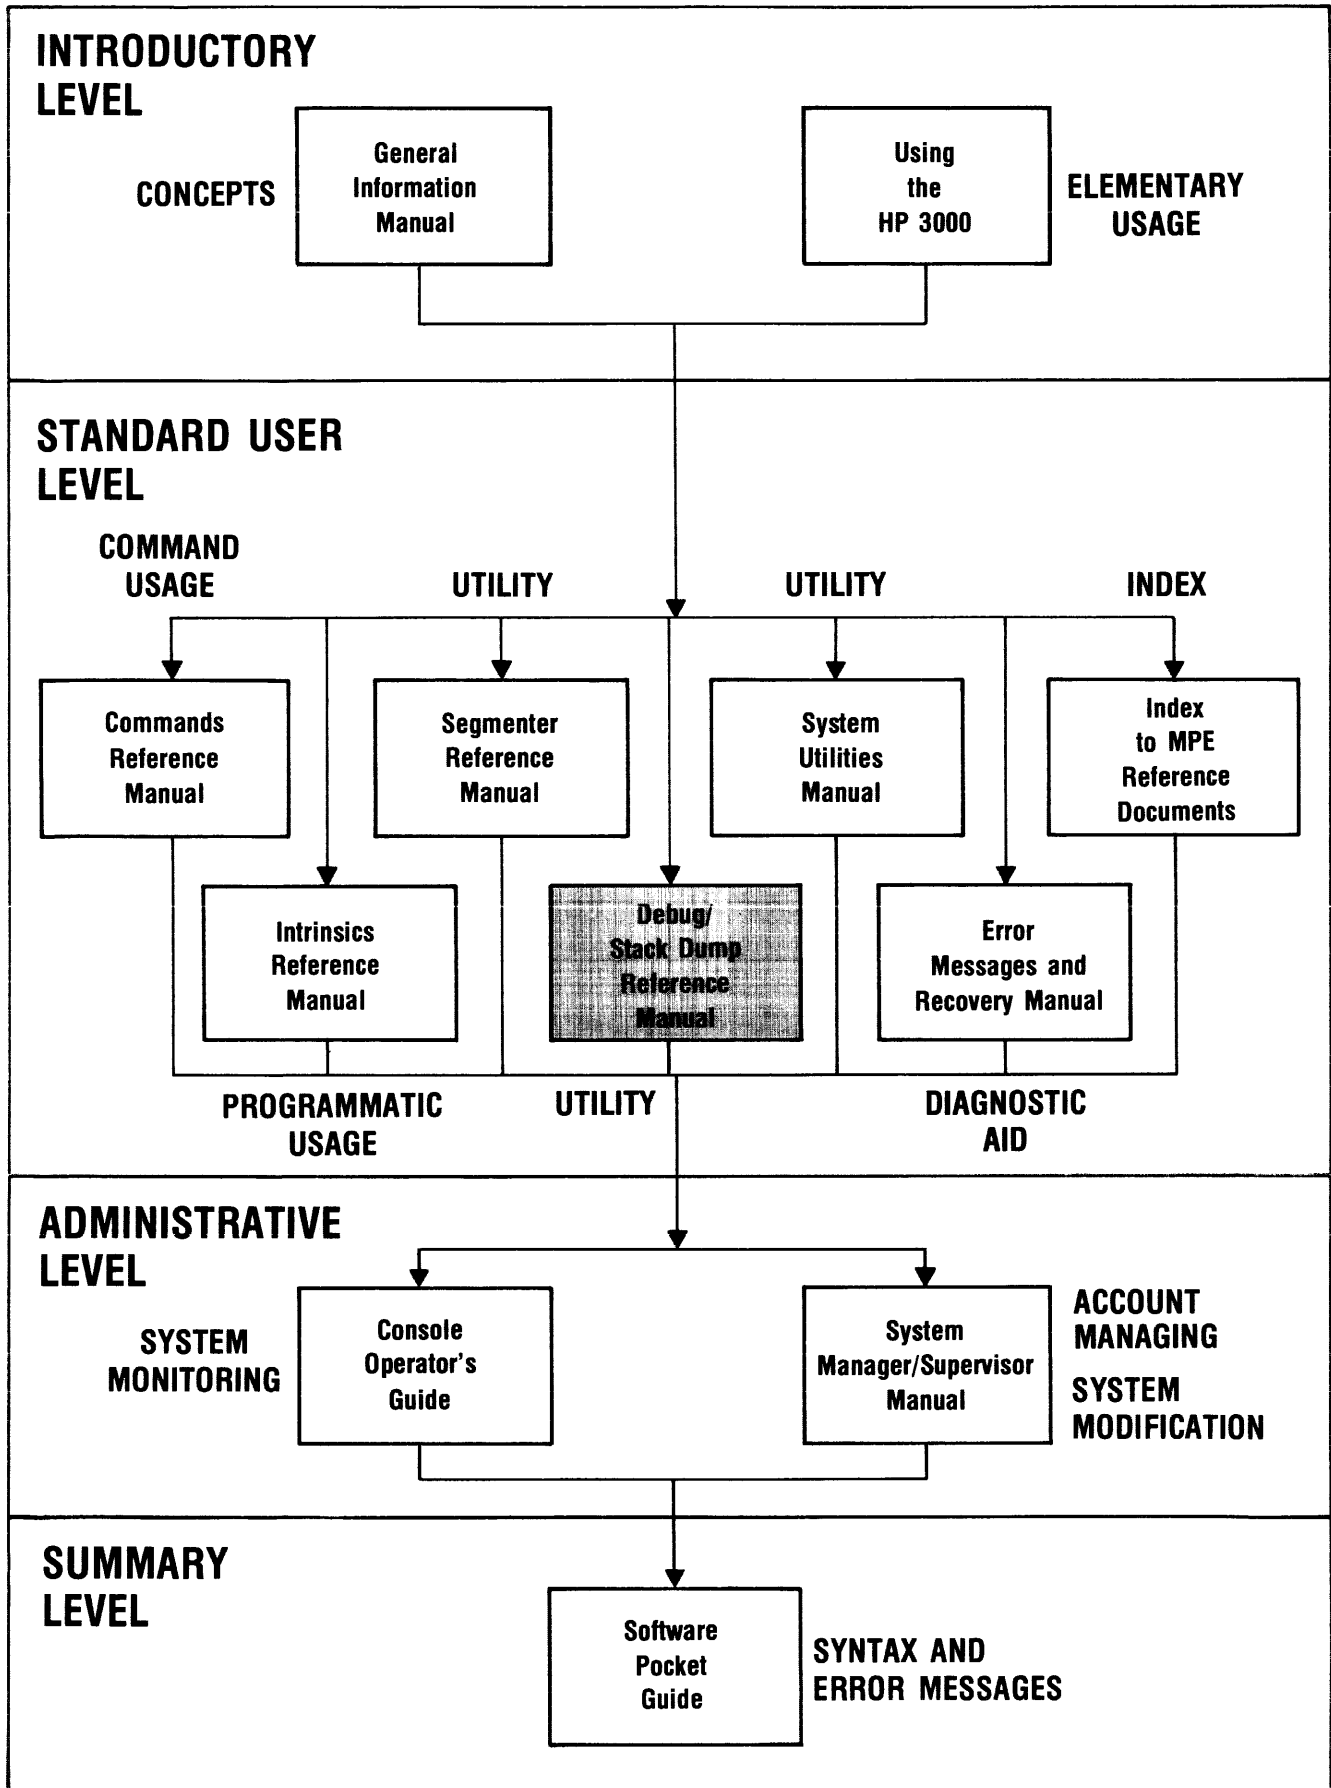 INTRODUCTORY
LEVEL
CONCEPTS
General
Information
Manual
Using
the
HP 3000
ELEMENTARY
USAGE
STANDARD USER
LEVEL
COMMAND
USAGE
UTILITY
UTILITY
INDEX
Commands
Reference
Manual
Segmenter
Reference
Manual
System
Utilities
Manual
Index
to MPE
Reference
Documents
Intrinsics
Reference
Manual
Debug/
Stack Dump
Reference
Manual
Error
Messages and
Recovery Manual
PROGRAMMATIC
USAGE
UTILITY
DIAGNOSTIC
AID
ADMINISTRATIVE
LEVEL
SYSTEM
MONITORING
Console
Operator's
Guide
System
Manager/Supervisor
Manual
ACCOUNT
MANAGING
SYSTEM
MODIFICATION
SUMMARY
LEVEL
Software
Pocket
Guide
SYNTAX AND
ERROR MESSAGES